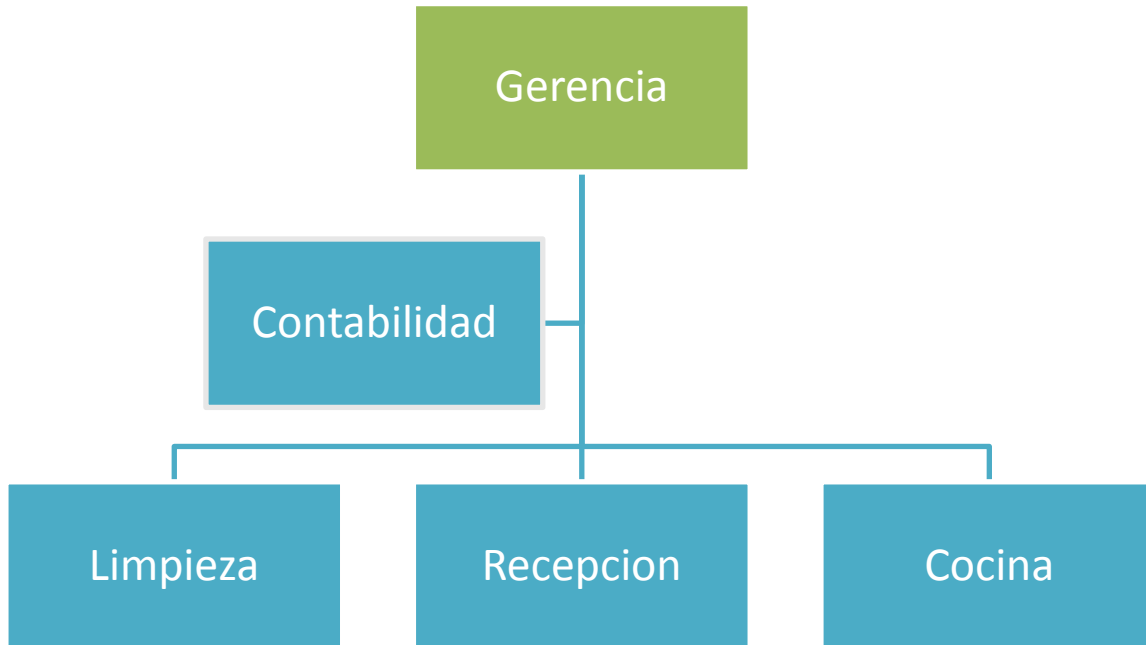 Gerencia
Contabilidad
Limpieza
Recepcion
Cocina